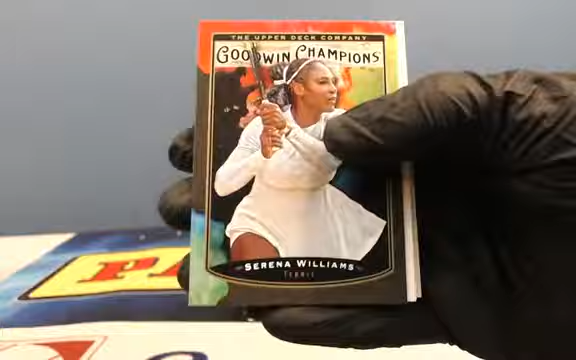 THE UPPER DECK COMPANY
GOODWIN CHAMPIONS
SERENA WILLIAMS
TENNIS